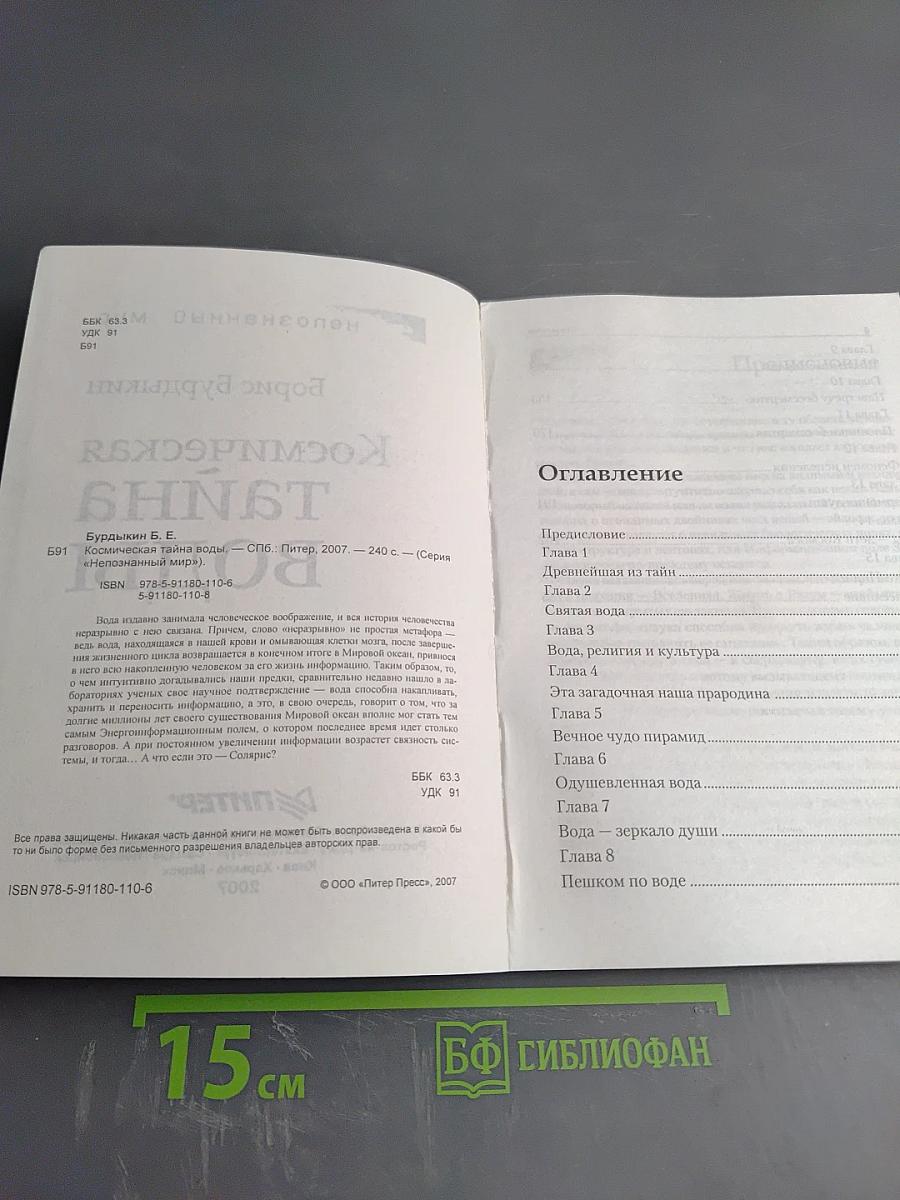 ББК 63.3
УДК 91
Б91
Бурдыкин Б. Е.
Б91 Космическая тайна воды. — СПб.: Питер, 2007. — 240 с. — (Серия
«Непознанный мир»).
ISBN 978-5-91180-110-6
5-91180-110-8
Вода издавно занимала человеческое воображение, и вся история человечества
неразрывно с нею связана. Причем, слово «неразрывно» не простая метафора —
ведь вода, находящаяся в нашей крови и омывающая клетки мозга, после заверше-
ния жизненного цикла возвращается в конечном итоге в Мировой океан, привнося
в него всю накопленную человеком за его жизнь информацию. Таким образом, то,
о чем интуитивно догадывались наши предки, сравнительно недавно нашло в ла-
бораториях ученых свое научное подтверждение — вода способна накапливать,
хранить и переносить информацию, а это, в свою очередь, говорит о том, что за
долгие миллионы лет своего существования Мировой океан вполне мог стать тем
самым Энергоинформационным полем, о котором последнее время идет столько
разговоров. А при постоянном увеличении информации возрастет связность сис-
темы, и тогда... А что если это — Солярис?
ББК 63.3
УДК 91
Все права защищены. Никакая часть данной книги не может быть воспроизведена в какой бы
то ни было форме без письменного разрешения владельцев авторских прав.
ISBN 978-5-91180-110-6
© ООО «Питер Пресс», 2007
Оглавление
Предисловие
Глава 1
Древнейшая из тайн
Глава 2
Святая вода
Глава 3
Вода, религия и культура
Глава 4
Эта загадочная наша прародина
Глава 5
Вечное чудо пирамид
Глава 6
Одушевленная вода
Глава 7
Вода — зеркало души
Глава 8
Пешком по воде
15 см
БФ СИБЛИОФАН